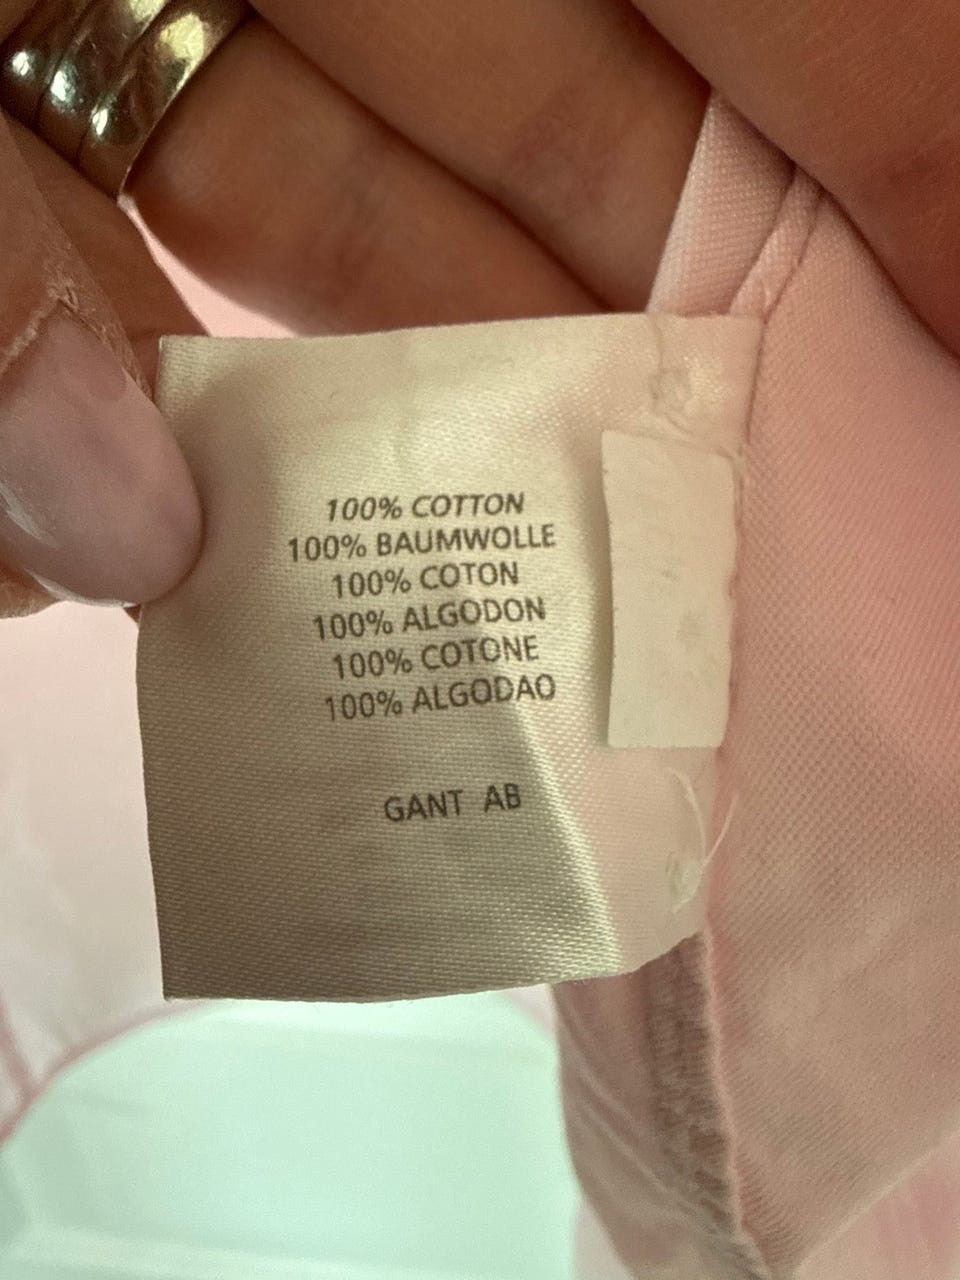 100% COTTON
100% BAUMWOLLE
100% COTON
100% ALGODON
100% COTONE
100% ALGODAO
GANT AB